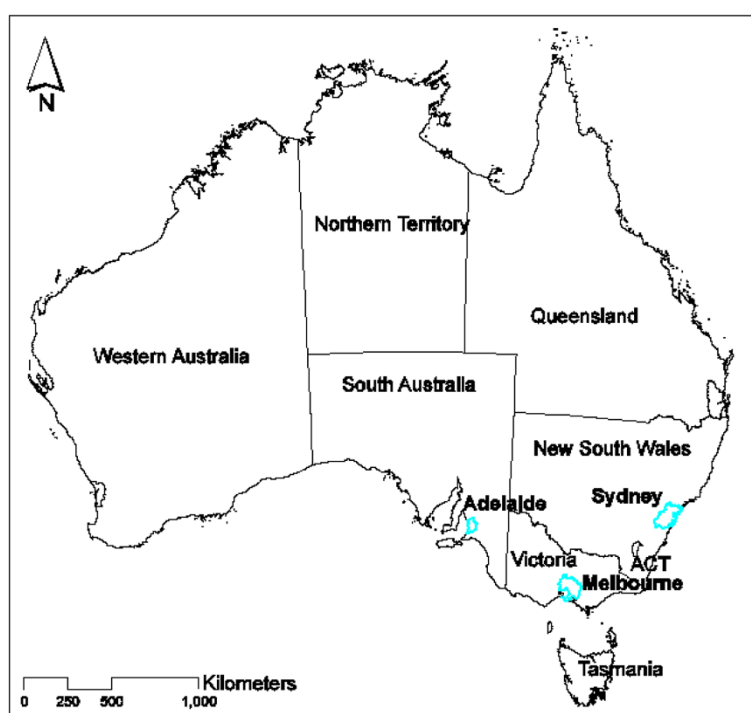 N
Northern Territory
Queensland
Western Australia
South Australia
New South Wales
Sydney
Adelaide
Victoria
ACT
Melbourne
Tasmania
Kilometers
0 250 500 1,000